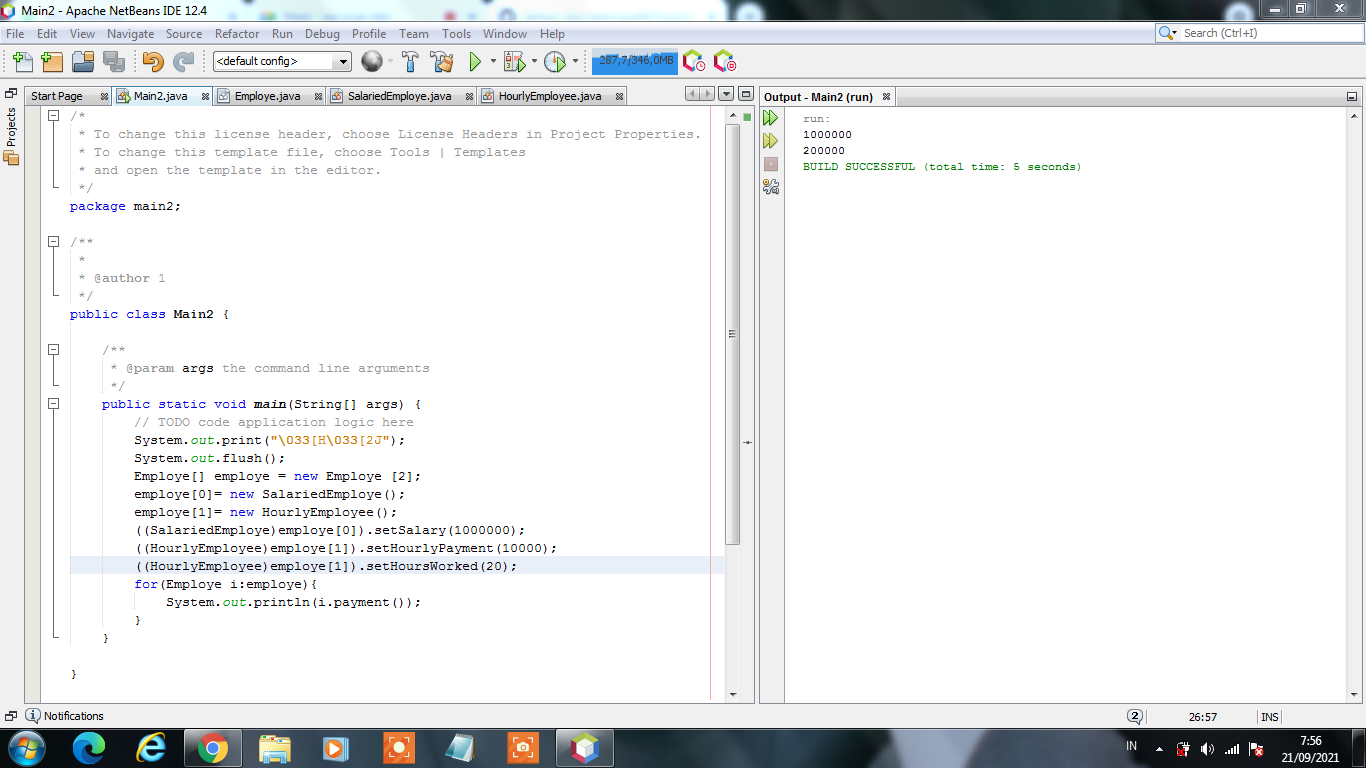 Main2 - Apache NetBeans IDE 12.4
File Edit View Navigate Source Refactor Run Debug Profile Team Tools Window Help
Search (Ctrl+I)
<default config>
287,7/346,0MB
Projects
Start Page
Main2.java
Employe.java
SalariedEmploye.java
HourlyEmployee.java
/*
 * To change this license header, choose License Headers in Project Properties.
 * To change this template file, choose Tools | Templates
 * and open the template in the editor.
 */
package main2;
/**
 *
 * @author 1
 */
public class Main2 {
    /**
     * @param args the command line arguments
     */
    public static void main(String[] args) {
        // TODO code application logic here
        System.out.print("\033[H\033[2J");
        System.out.flush();
        Employe[] employe = new Employe [2];
        employe[0]= new SalariedEmploye();
        employe[1]= new HourlyEmployee();
        ((SalariedEmploye)employe[0]).setSalary(1000000);
        ((HourlyEmployee)employe[1]).setHourlyPayment(10000);
        ((HourlyEmployee)employe[1]).setHoursWorked(20);
        for(Employe i:employe){
            System.out.println(i.payment());
        }
    }
}
Output - Main2 (run)
run:
1000000
200000
BUILD SUCCESSFUL (total time: 5 seconds)
Notifications
2
26:57
INS
IN
7:56
21/09/2021